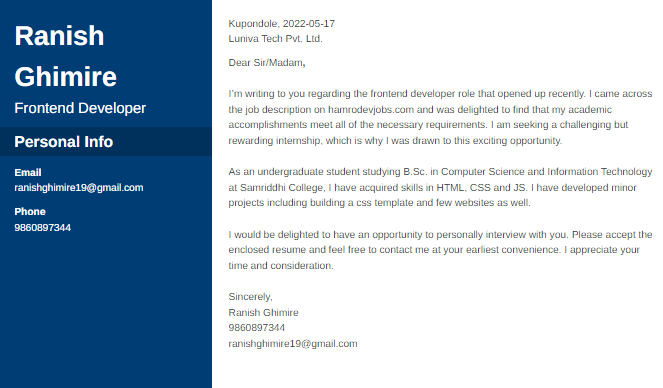 Ranish
Ghimire
Frontend Developer
Personal Info
Email
ranishghimire19@gmail.com
Phone
9860897344
Kupondole, 2022-05-17
Luniva Tech Pvt. Ltd.
Dear Sir/Madam,
I'm writing to you regarding the frontend developer role that opened up recently. I came across
the job description on hamrodevjobs.com and was delighted to find that my academic
accomplishments meet all of the necessary requirements. I am seeking a challenging but
rewarding internship, which is why I was drawn to this exciting opportunity.
As an undergraduate student studying B.Sc. in Computer Science and Information Technology
at Samriddhi College, I have acquired skills in HTML, CSS and JS. I have developed minor
projects including building a css template and few websites as well.
I would be delighted to have an opportunity to personally interview with you. Please accept the
enclosed resume and feel free to contact me at your earliest convenience. I appreciate your
time and consideration.
Sincerely,
Ranish Ghimire
9860897344
ranishghimire19@gmail.com